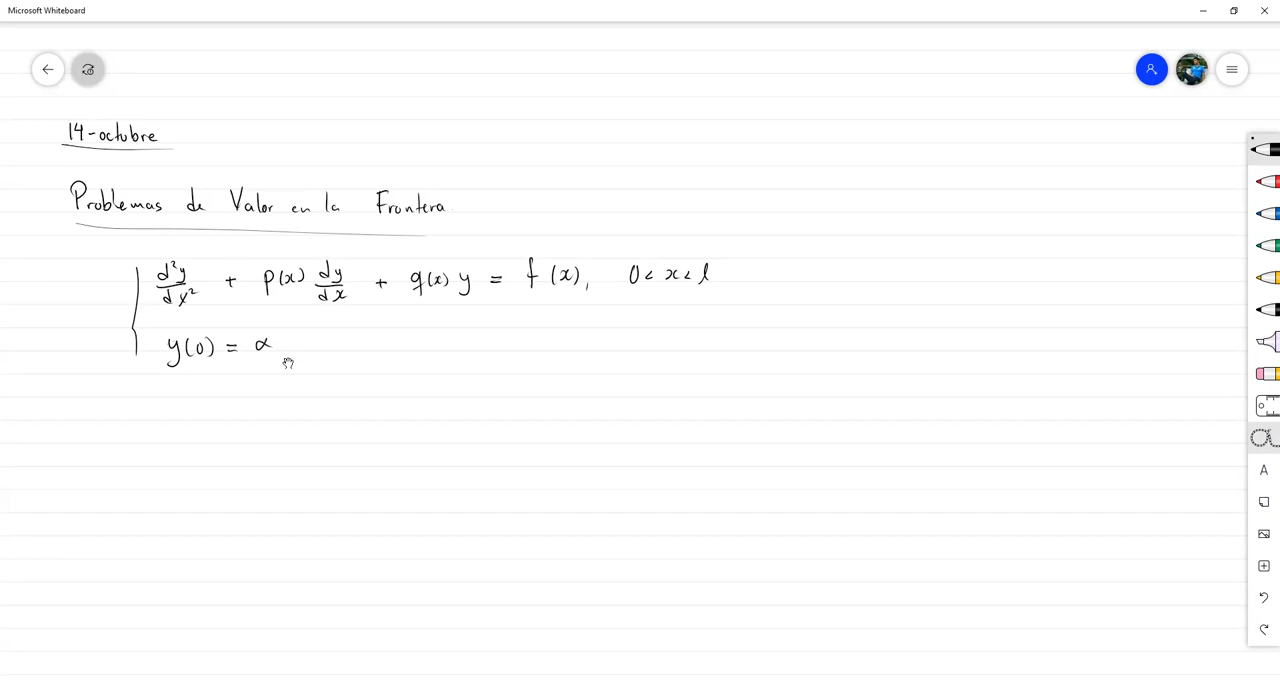 Microsoft Whiteboard
14-octubre
Problemas de Valor en la Frontera
d²y/dx² + p(x) dy/dx + q(x) y = f(x), 0 < x < l
y(0) = α
A